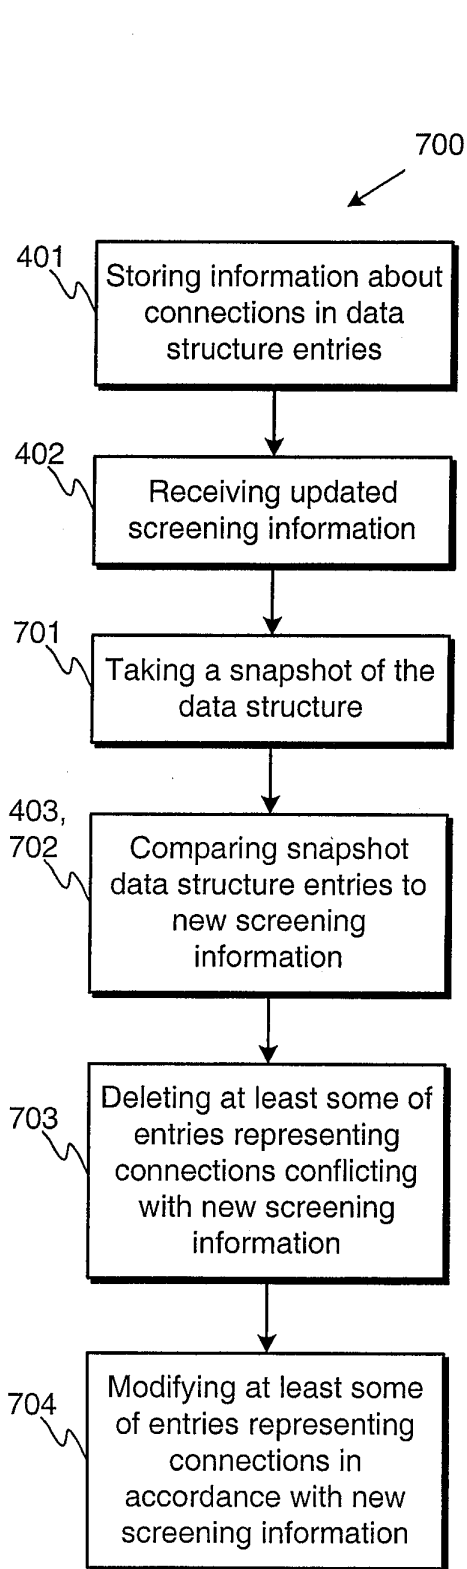 700
401
Storing information about
connections in data
structure entries
402
Receiving updated
screening information
701
Taking a snapshot of the
data structure
403,
702
Comparing snapshot
data structure entries to
new screening
information
703
Deleting at least some of
entries representing
connections conflicting
with new screening
information
704
Modifying at least some
of entries representing
connections in
accordance with new
screening information